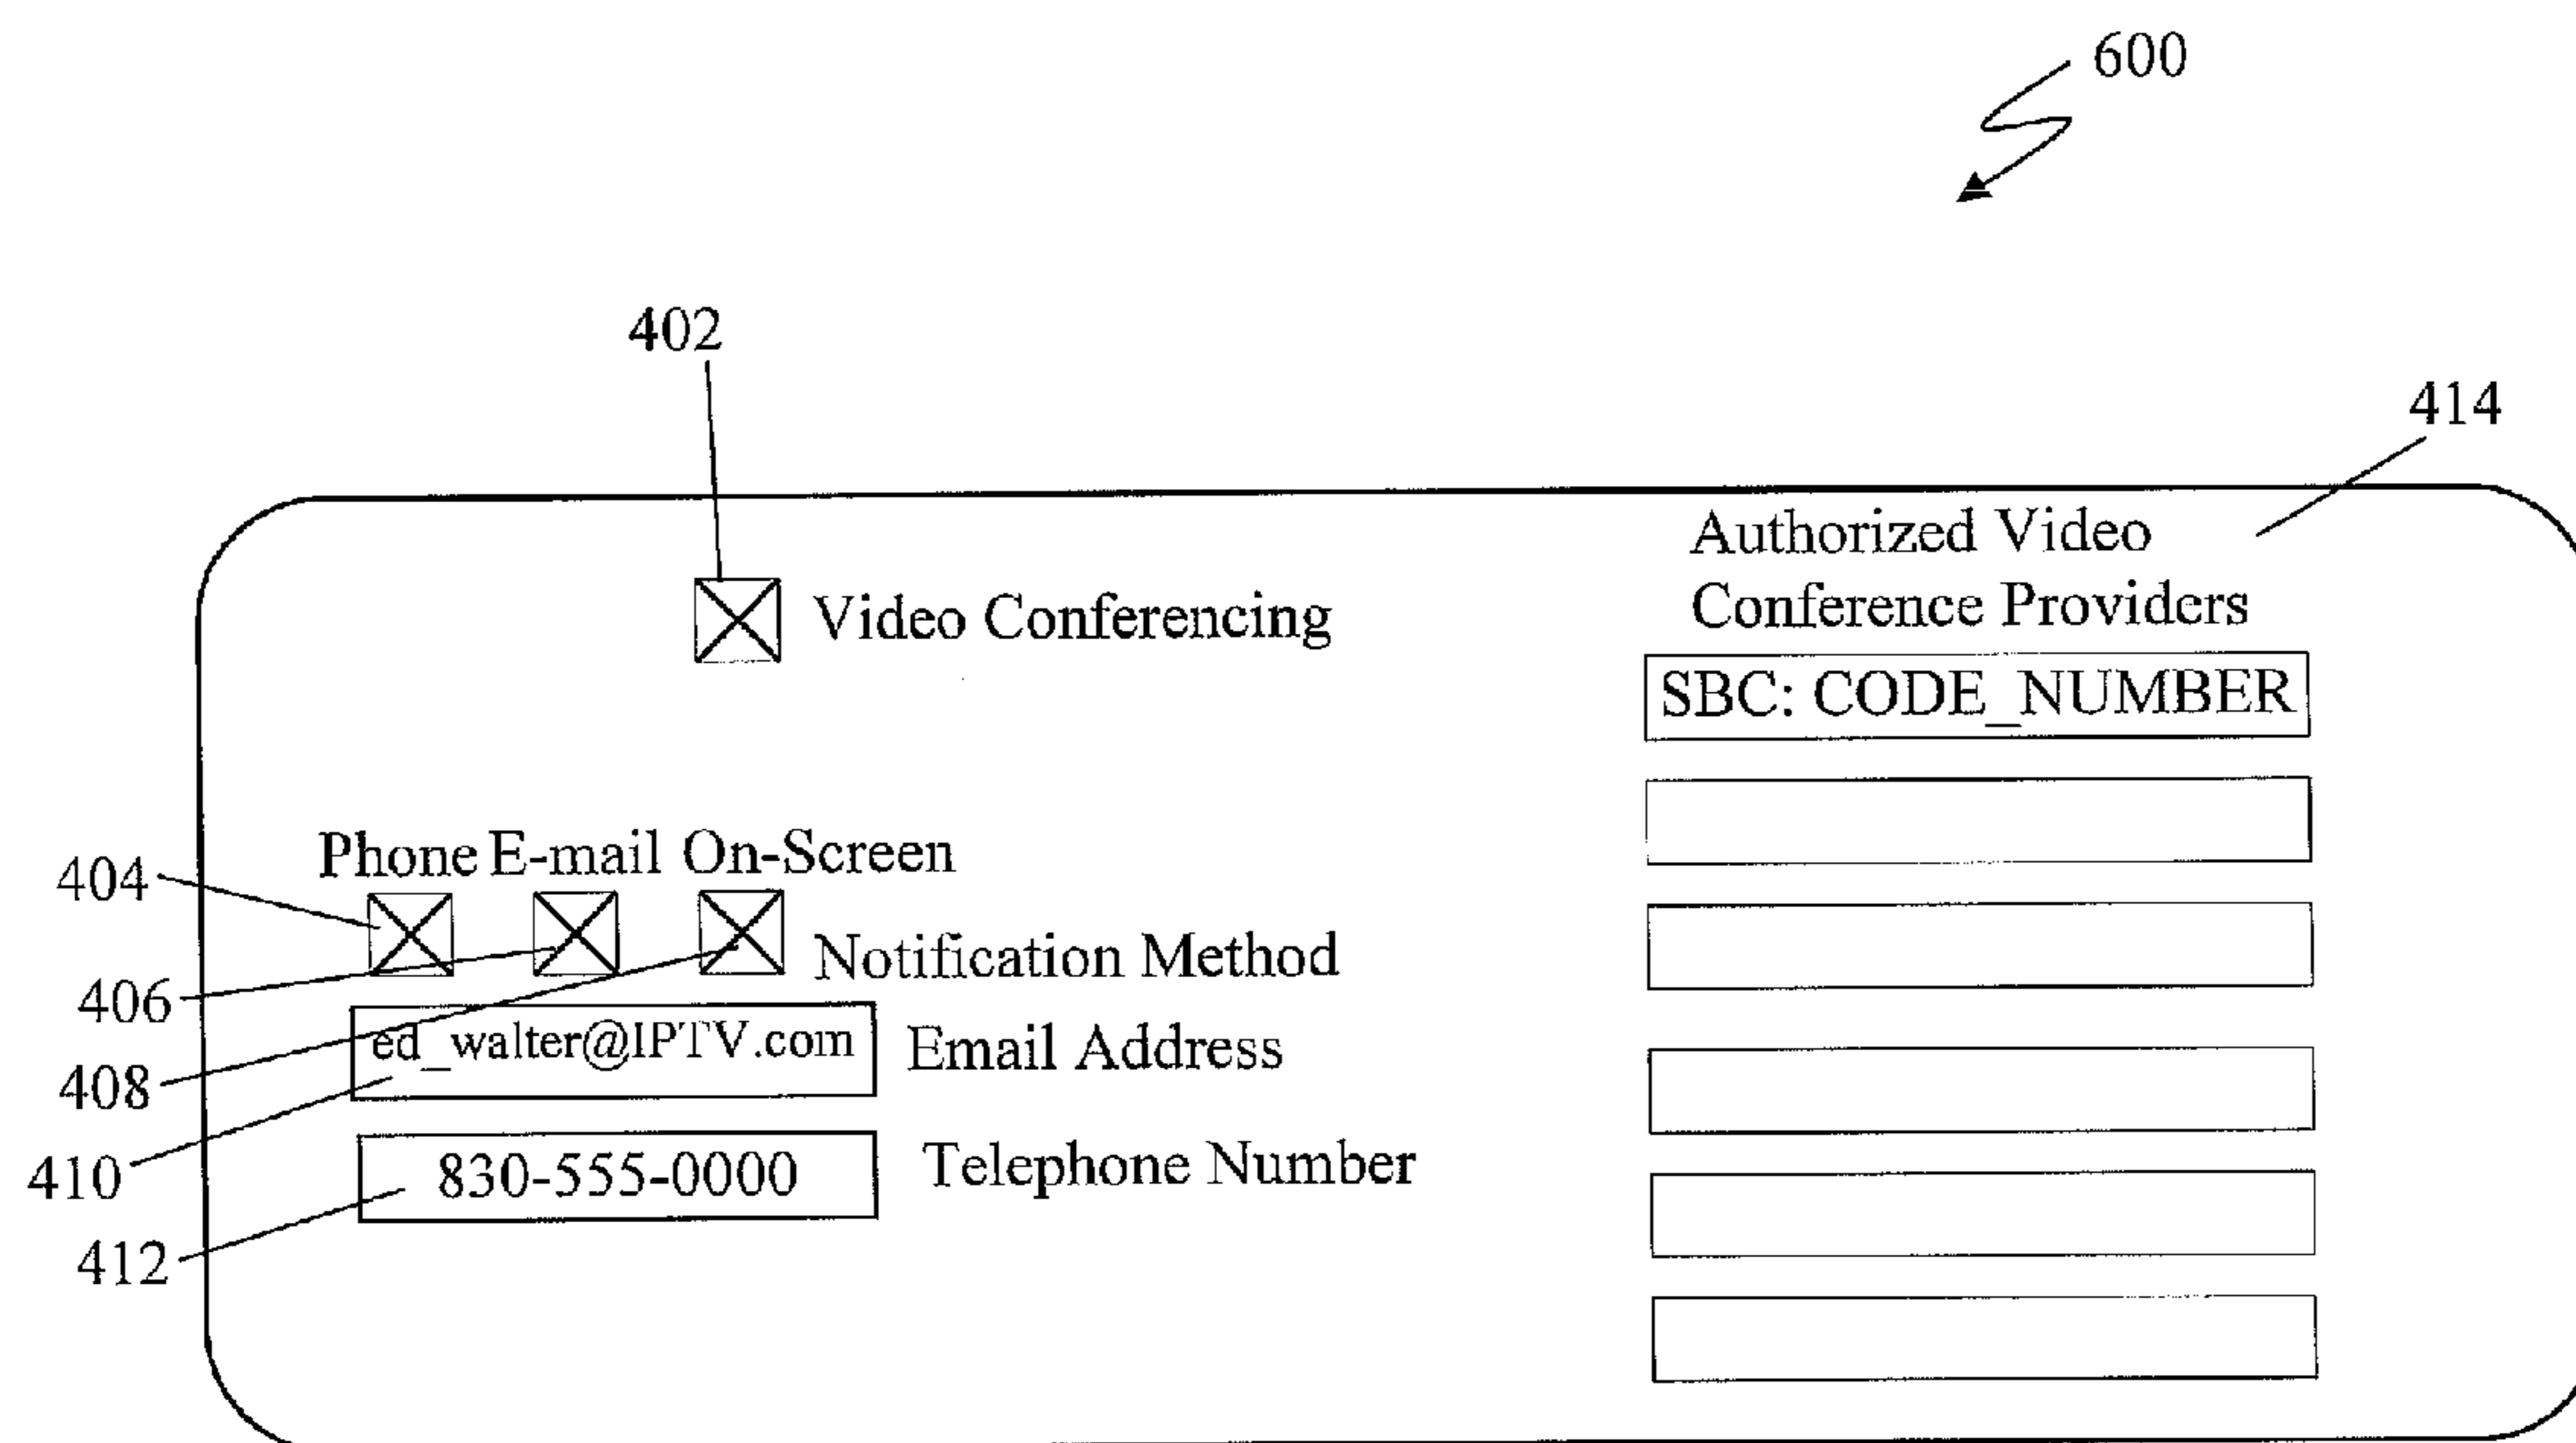 600
402
414
Authorized Video
Conference Providers
Video Conferencing
SBC: CODE_NUMBER
Phone E-mail On-Screen
404
Notification Method
406
ed_walter@IPTV.com
Email Address
408
410
830-555-0000
Telephone Number
412